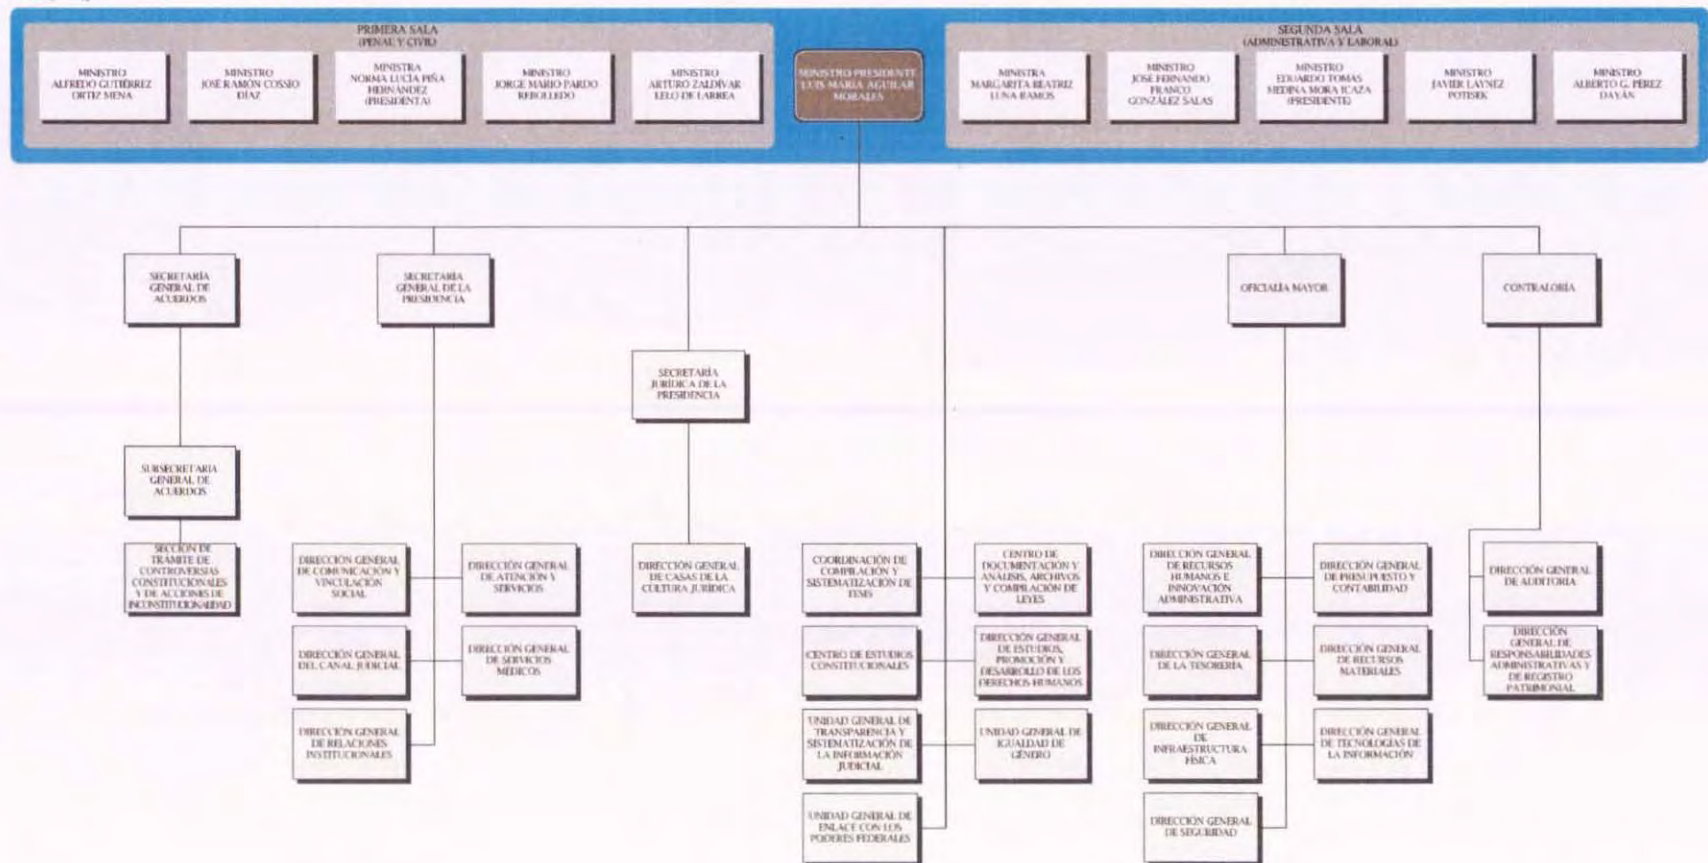 PRIMERA SALA
(PENAL Y CIVIL)
MINISTRO
ALFREDO GUTIÉRREZ
ORTIZ MENA
MINISTRO
JOSÉ RAMÓN COSSÍO
DÍAZ
MINISTRA
NORMA LUCÍA PIÑA
HERNÁNDEZ
(PRESIDENTA)
MINISTRO
JORGE MARIO PARDO
REBOLLEDO
MINISTRO
ARTURO ZALDÍVAR
LELO DE LARREA
MINISTRO PRESIDENTE
LUIS MARÍA AGUILAR
MORALES
SEGUNDA SALA
(ADMINISTRATIVA Y LABORAL)
MINISTRA
MARGARITA BEATRIZ
LUNA RAMOS
MINISTRO
JOSÉ FERNANDO
FRANCO
GONZÁLEZ SALAS
MINISTRO
EDUARDO TOMÁS
MEDINA MORA ICAZA
(PRESIDENTE)
MINISTRO
JAVIER LAYNEZ
POTISEK
MINISTRO
ALBERTO G. PÉREZ
DAYÁN
SECRETARÍA
GENERAL DE
ACUERDOS
SECRETARÍA
GENERAL DE LA
PRESIDENCIA
OFICIALÍA MAYOR
CONTRALORÍA
SECRETARÍA
JURÍDICA DE LA
PRESIDENCIA
SUBSECRETARÍA
GENERAL DE
ACUERDOS
SECCIÓN DE
TRÁMITE DE
CONTROVERSIAS
CONSTITUCIONALES
Y DE ACCIONES DE
INCONSTITUCIONALIDAD
DIRECCIÓN GENERAL
DE COMUNICACIÓN Y
VINCULACIÓN
SOCIAL
DIRECCIÓN GENERAL
DE ATENCIÓN Y
SERVICIOS
DIRECCIÓN GENERAL
DE CASAS DE LA
CULTURA JURÍDICA
COORDINACIÓN DE
COMPILACIÓN Y
SISTEMATIZACIÓN DE
TESIS
CENTRO DE
DOCUMENTACIÓN Y
ANÁLISIS, ARCHIVOS
Y COMPILACIÓN DE
LEYES
DIRECCIÓN GENERAL
DE RECURSOS
HUMANOS E
INNOVACIÓN
ADMINISTRATIVA
DIRECCIÓN GENERAL
DE PRESUPUESTO Y
CONTABILIDAD
DIRECCIÓN GENERAL
DE AUDITORÍA
DIRECCIÓN GENERAL
DEL CANAL JUDICIAL
DIRECCIÓN GENERAL
DE SERVICIOS
MÉDICOS
CENTRO DE ESTUDIOS
CONSTITUCIONALES
DIRECCIÓN GENERAL
DE ESTUDIOS,
PROMOCIÓN Y
DESARROLLO DE LOS
DERECHOS HUMANOS
DIRECCIÓN GENERAL
DE LA TESORERÍA
DIRECCIÓN GENERAL
DE RECURSOS
MATERIALES
DIRECCIÓN
GENERAL DE
RESPONSABILIDADES
ADMINISTRATIVAS Y
DE REGISTRO
PATRIMONIAL
DIRECCIÓN GENERAL
DE RELACIONES
INSTITUCIONALES
UNIDAD GENERAL DE
TRANSPARENCIA Y
SISTEMATIZACIÓN DE
LA INFORMACIÓN
JUDICIAL
UNIDAD GENERAL DE
IGUALDAD DE
GÉNERO
DIRECCIÓN GENERAL
DE
INFRAESTRUCTURA
FÍSICA
DIRECCIÓN GENERAL
DE TECNOLOGÍAS DE
LA INFORMACIÓN
UNIDAD GENERAL DE
ENLACE CON LOS
PODERES FEDERALES
DIRECCIÓN GENERAL
DE SEGURIDAD